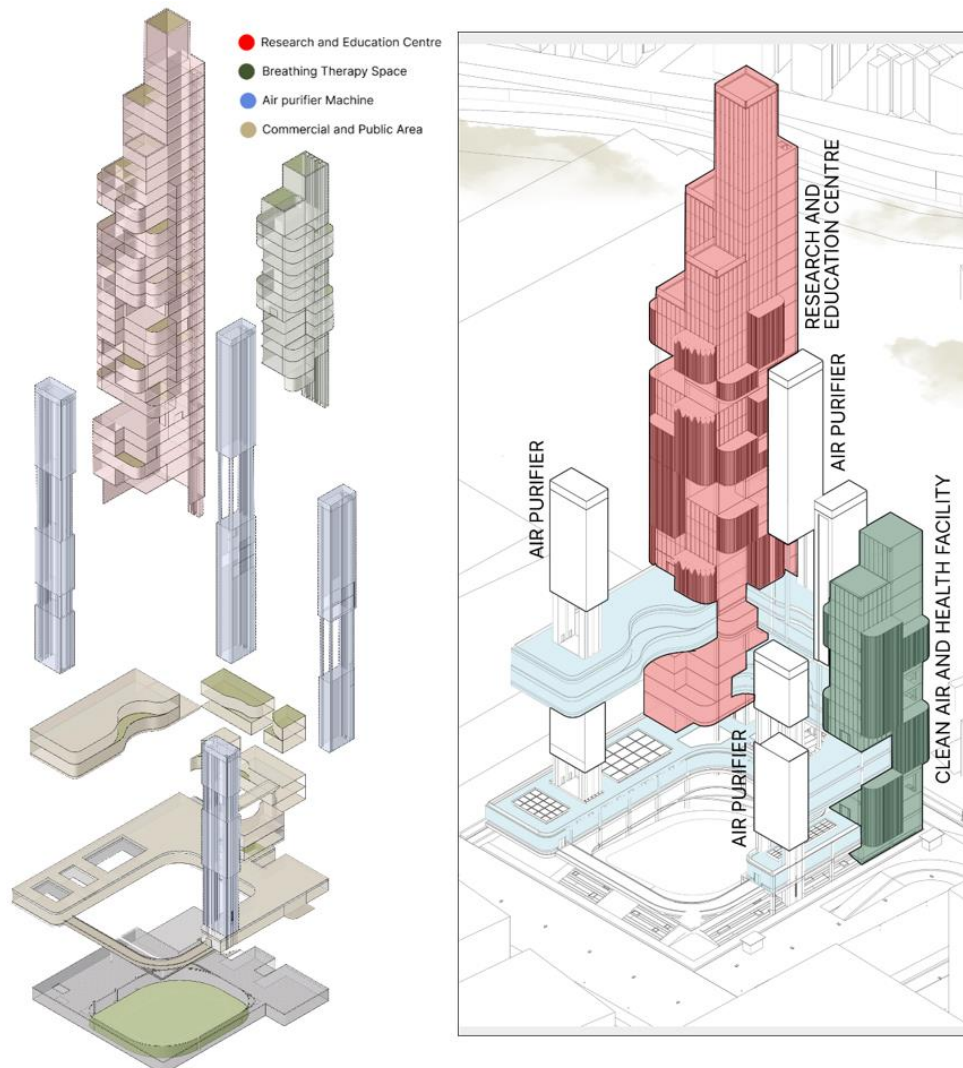 Research and Education Centre
Breathing Therapy Space
Air purifier Machine
Commercial and Public Area
RESEARCH AND
EDUCATION CENTRE
AIR PURIFIER
AIR PURIFIER
AIR PURIFIER
CLEAN AIR AND HEALTH FACILITY